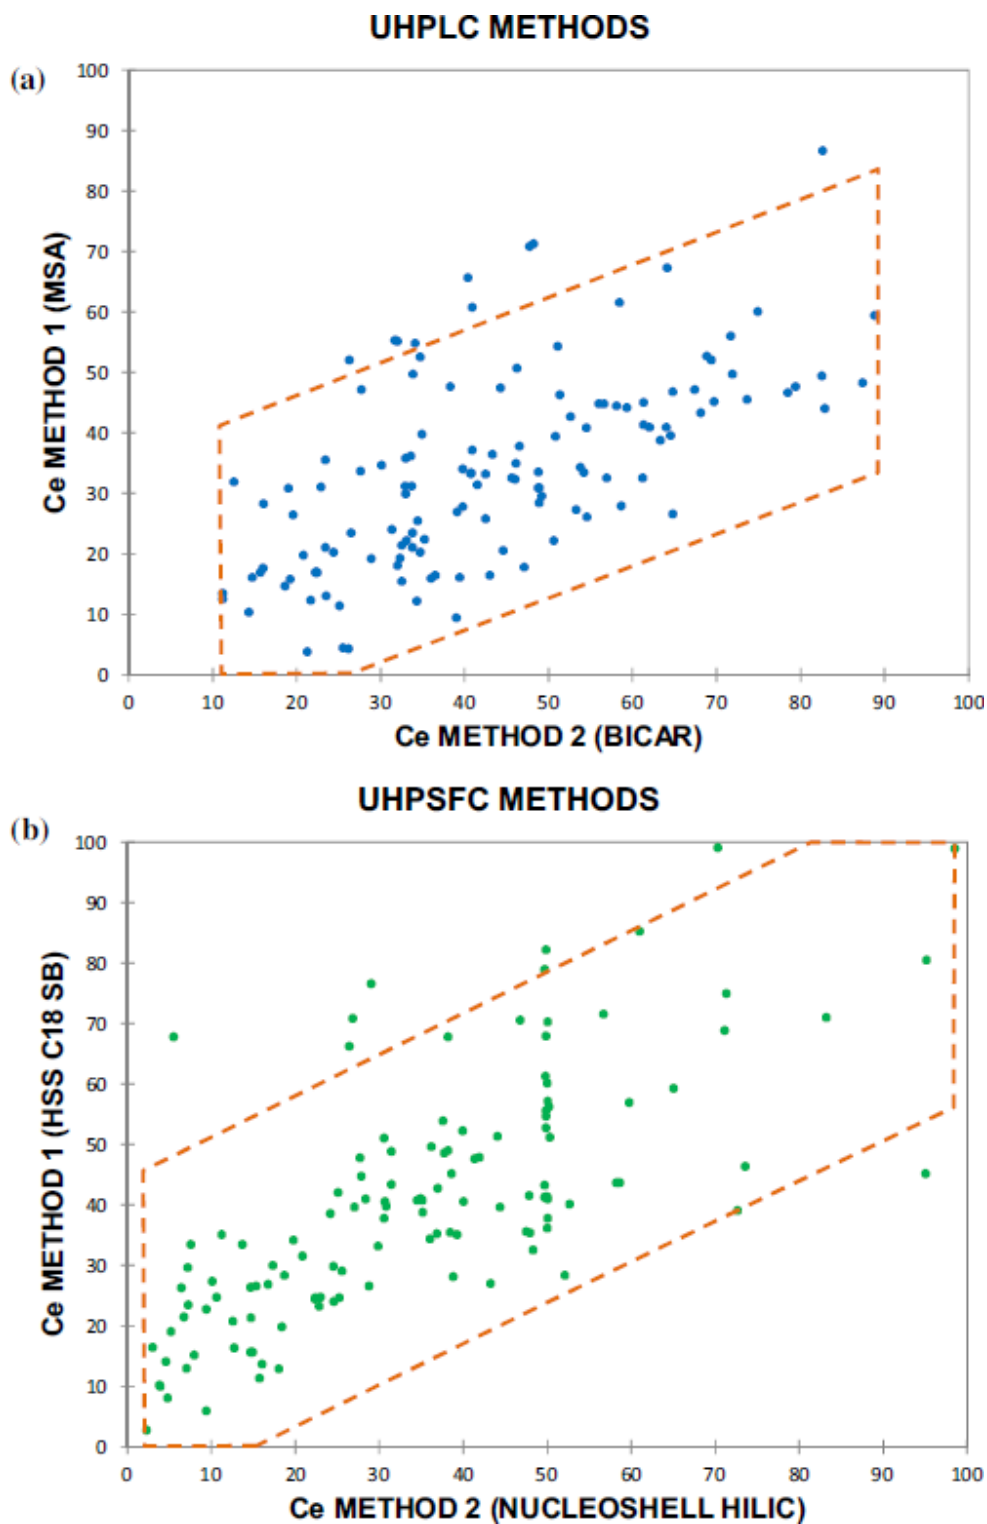 UHPLC METHODS
(a)
100
90
80
70
60
50
40
30
20
10
0
Ce METHOD 1 (MSA)
0 10 20 30 40 50 60 70 80 90 100
Ce METHOD 2 (BICAR)
UHPSFC METHODS
(b)
100
90
80
70
60
50
40
30
20
10
0
Ce METHOD 1 (HSS C18 SB)
0 10 20 30 40 50 60 70 80 90 100
Ce METHOD 2 (NUCLEOSHELL HILIC)